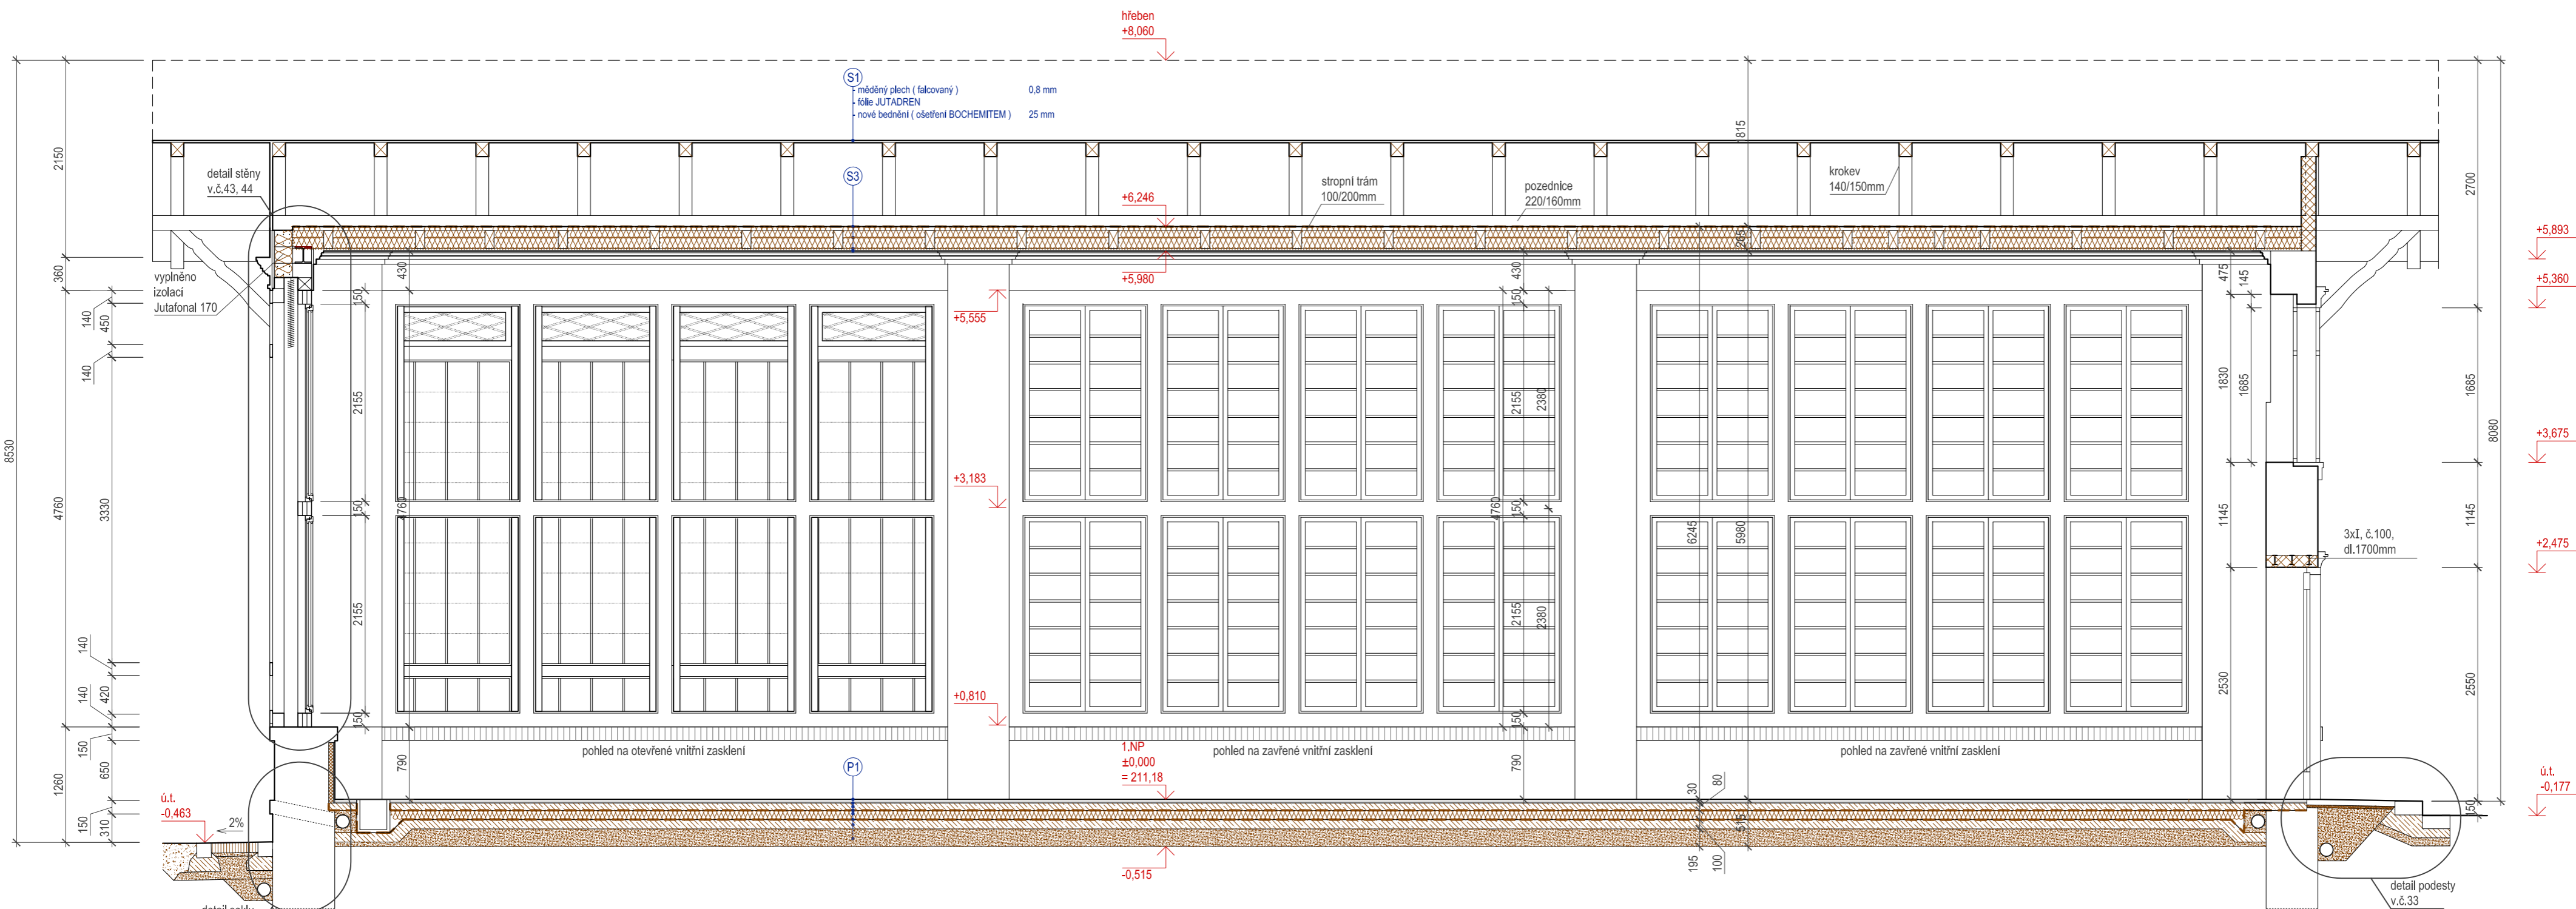 hřeben
+8,060
S1
- měděný plech ( falcovaný ) 0,8 mm
- fólie JUTADREN
- nové bednění ( ošetření BOCHEMITEM ) 25 mm
815
2150
2700
8530
8080
detail stěny
v.č.43, 44
S3
+6,246
stropní trám
100/200mm
pozednice
220/160mm
krokev
140/150mm
265
+5,893
+5,980
360
vyplněno
izolací
Jutafonal 170
430
430
475
145
+5,360
150
+5,555
150
140
450
140
2155
2155
2380
1830
1685
1685
+3,675
4760
3330
4760
150
+3,183
4760
150
6245
5980
1145
1145
3xI, č.100,
dl.1700mm
+2,475
2155
2155
2380
140
140
420
2530
2550
+0,810
150
150
150
650
1260
790
pohled na otevřené vnitřní zasklení
pohled na zavřené vnitřní zasklení
pohled na zavřené vnitřní zasklení
P1
1.NP
±0,000
= 211,18
790
30
80
ú.t.
-0,463
2%
150
310
515
150
ú.t.
-0,177
195
100
-0,515
detail podesty
v.č.33